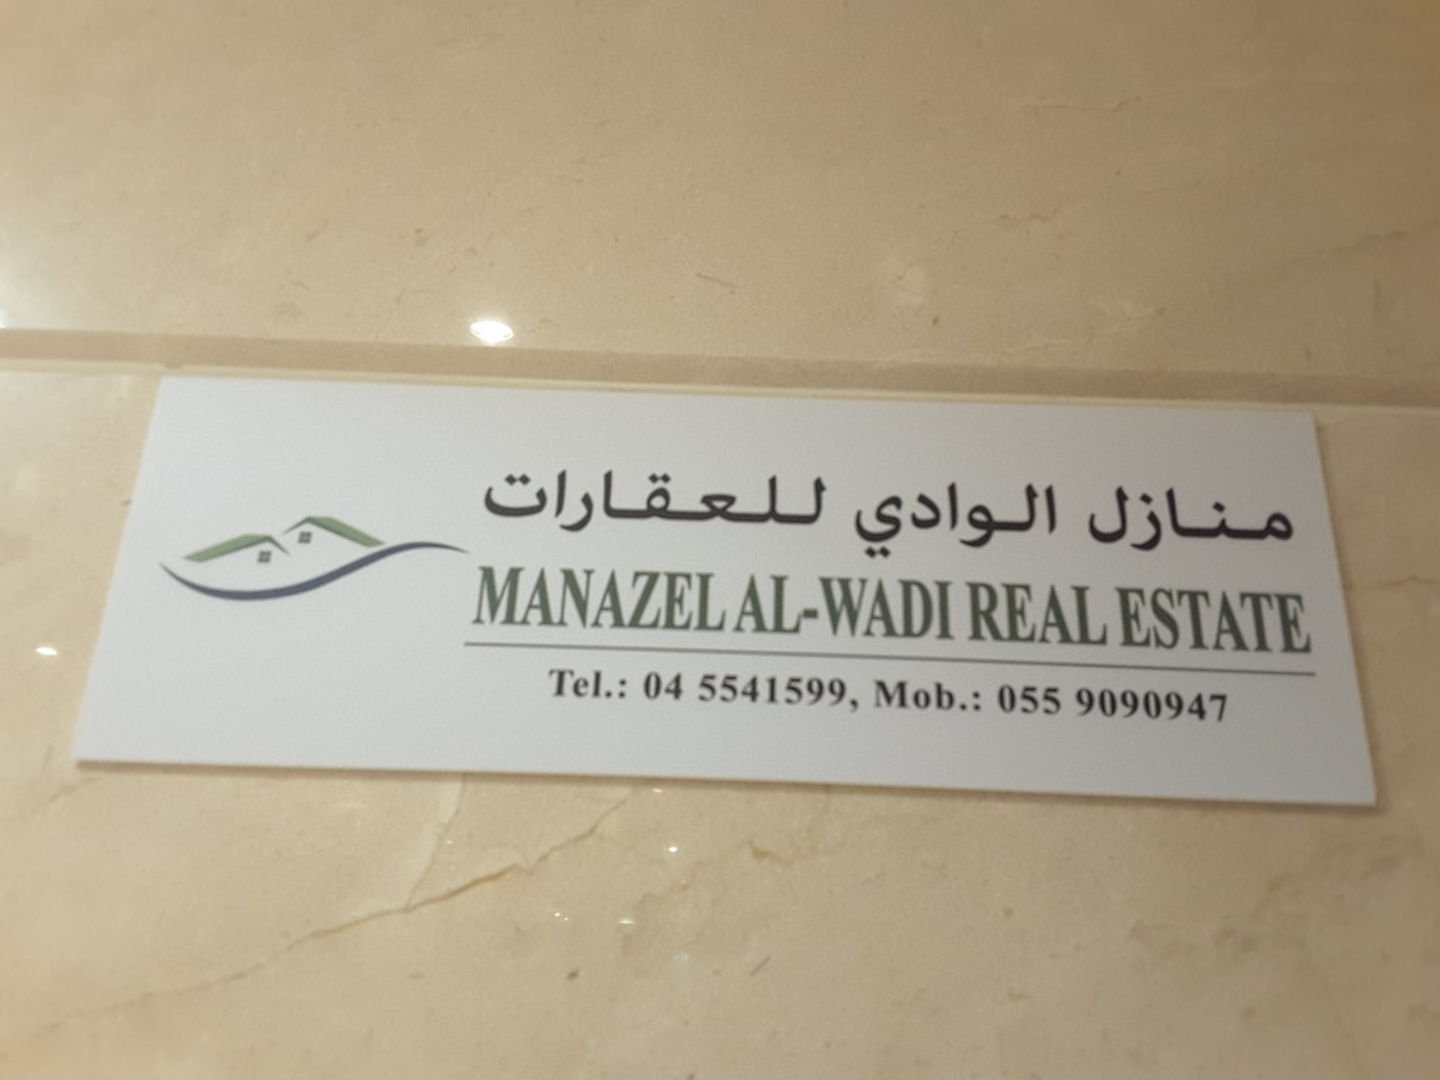 منازل الوادي للعقارات
MANAZEL AL-WADI REAL ESTATE
Tel.: 04 5541599, Mob.: 055 9090947